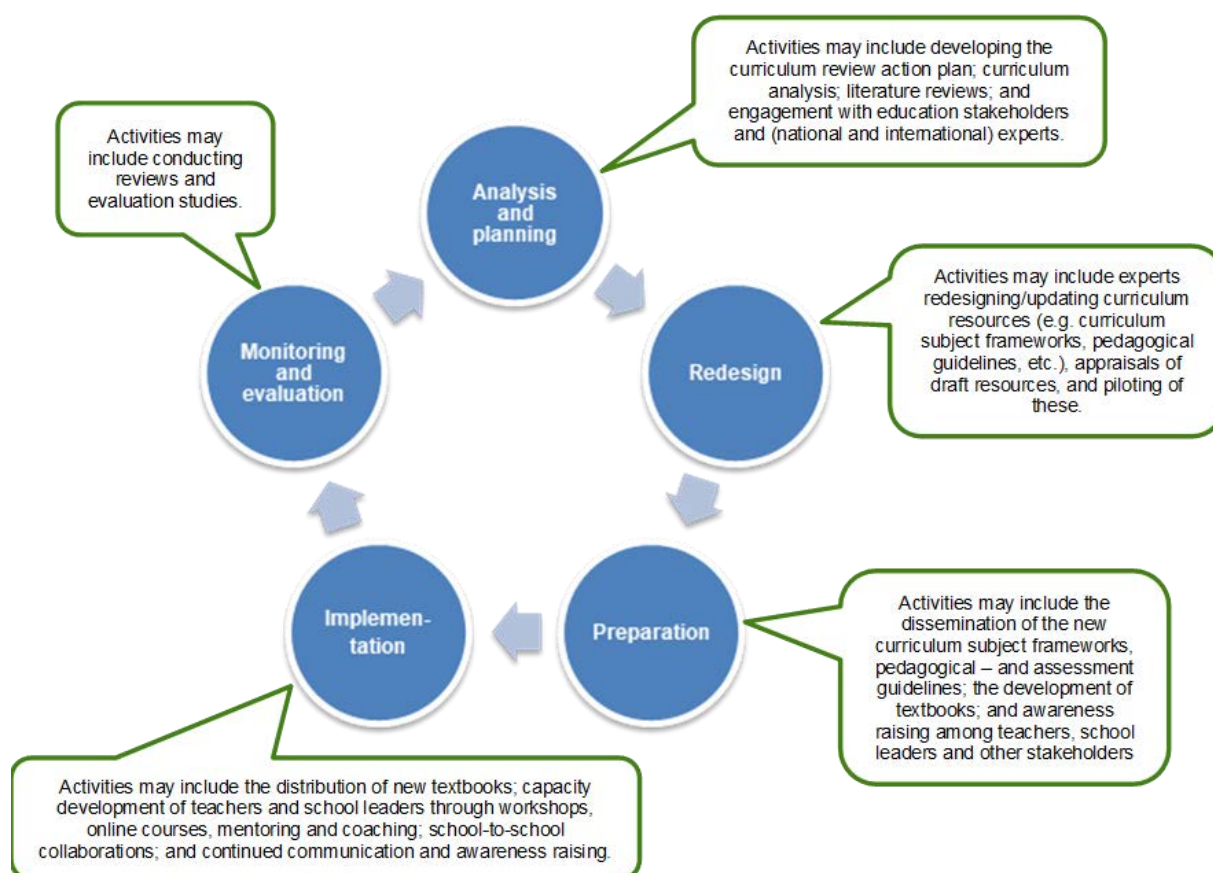 Activities may include developing the
curriculum review action plan; curriculum
analysis; literature reviews; and
engagement with education stakeholders
and (national and international) experts.
Activities may
include conducting
reviews and
evaluation studies.
Analysis
and
planning
Activities may include experts
redesigning/updating curriculum
resources (e.g. curriculum
subject frameworks, pedagogical
guidelines, etc.), appraisals of
draft resources, and piloting of
these.
Monitoring
and
evaluation
Redesign
Implemen-
tation
Preparation
Activities may include the
dissemination of the new
curriculum subject frameworks,
pedagogical – and assessment
guidelines; the development of
textbooks; and awareness
raising among teachers, school
leaders and other stakeholders
Activities may include the distribution of new textbooks; capacity
development of teachers and school leaders through workshops,
online courses, mentoring and coaching; school-to-school
collaborations; and continued communication and awareness raising.